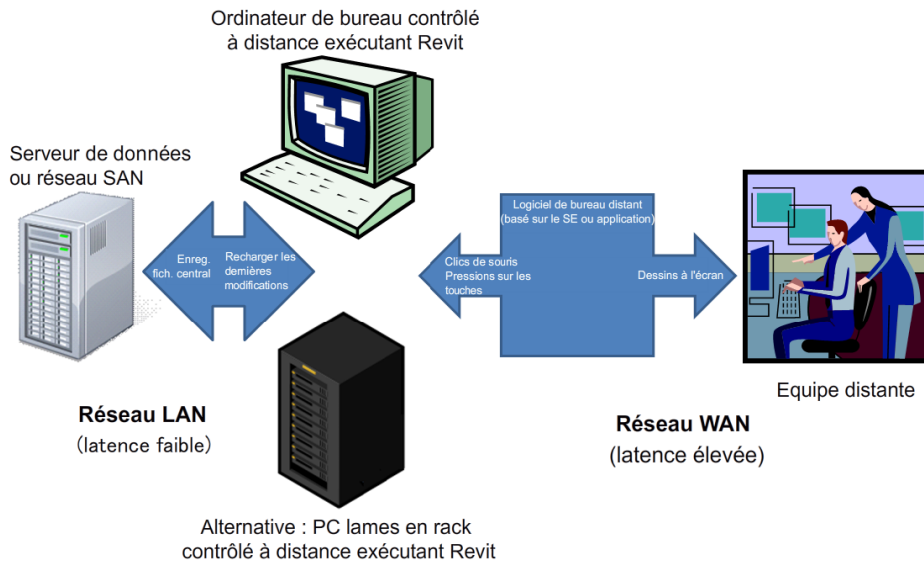 Ordinateur de bureau contrôlé
à distance exécutant Revit
Serveur de données
ou réseau SAN
Enreg.
fich. central
Recharger les
dernières
modifications
Logiciel de bureau distant
(basé sur le SE ou application)
Clics de souris
Pressions sur les
touches
Dessins à l'écran
Equipe distante
Réseau LAN
(latence faible)
Réseau WAN
(latence élevée)
Alternative : PC lames en rack
contrôlé à distance exécutant Revit